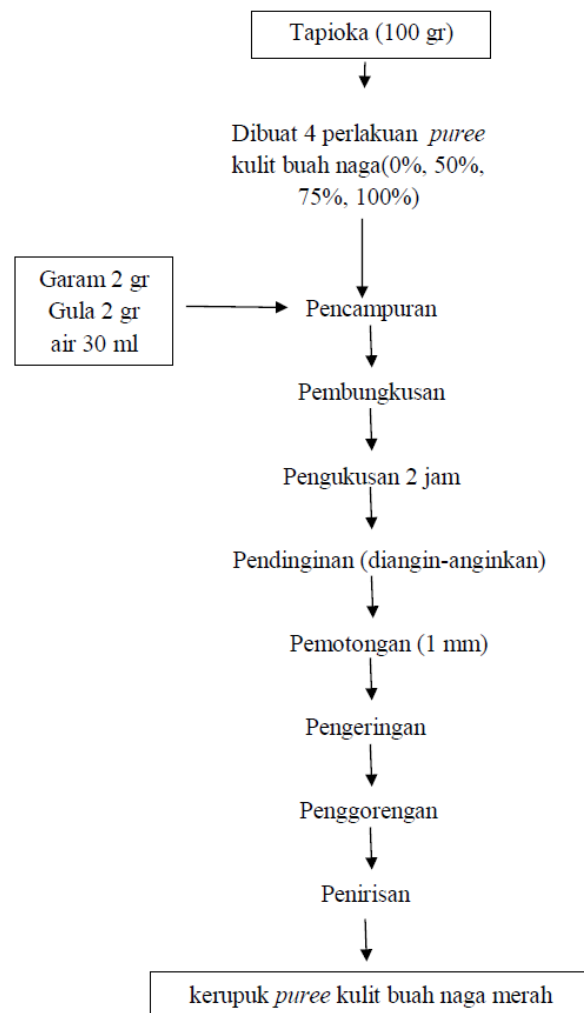 Tapioka (100 gr)
Dibuat 4 perlakuan puree
kulit buah naga(0%, 50%,
75%, 100%)
Garam 2 gr
Gula 2 gr
air 30 ml
Pencampuran
Pembungkusan
Pengukusan 2 jam
Pendinginan (diangin-anginkan)
Pemotongan (1 mm)
Pengeringan
Penggorengan
Penirisan
kerupuk puree kulit buah naga merah